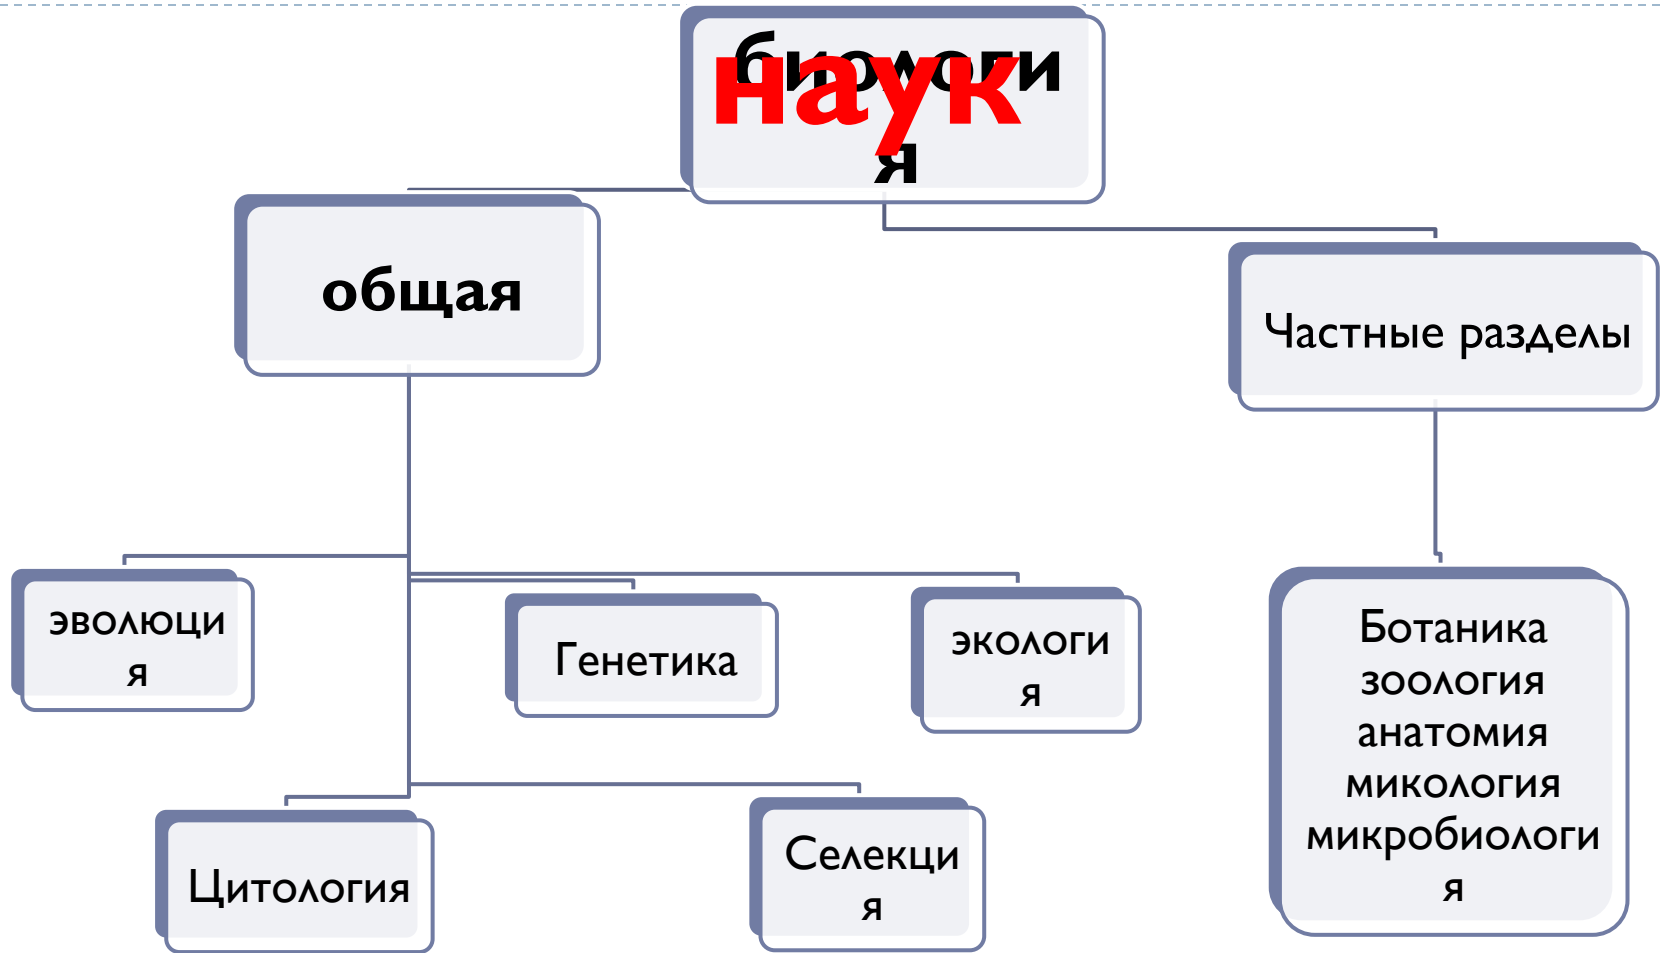 биологи
я
наук
общая
Частные разделы
эволюци
я
Генетика
экологи
я
Ботаника
зоология
анатомия
микология
микробиологи
я
Цитология
Селекци
я